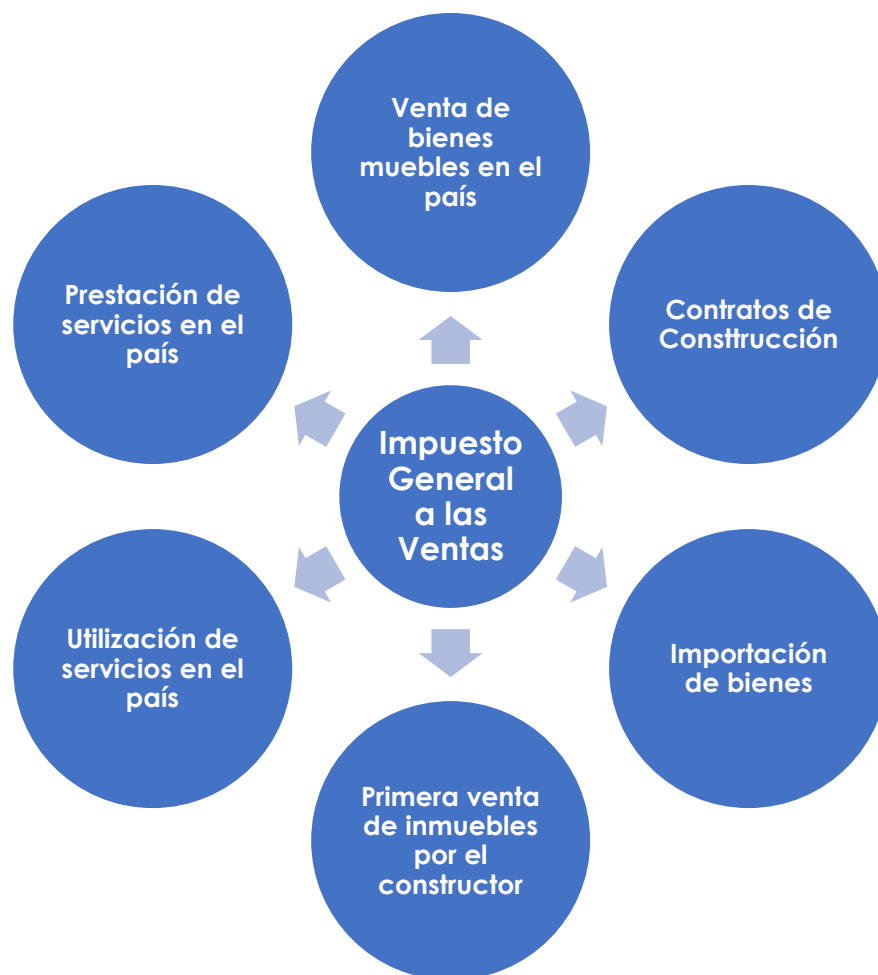 Venta de
bienes
muebles en el
país
Prestación de
servicios en el
país
Contratos de
Consttrucción
Impuesto
General
a las
Ventas
Utilización de
servicios en el
país
Importación
de bienes
Primera venta
de inmuebles
por el
constructor